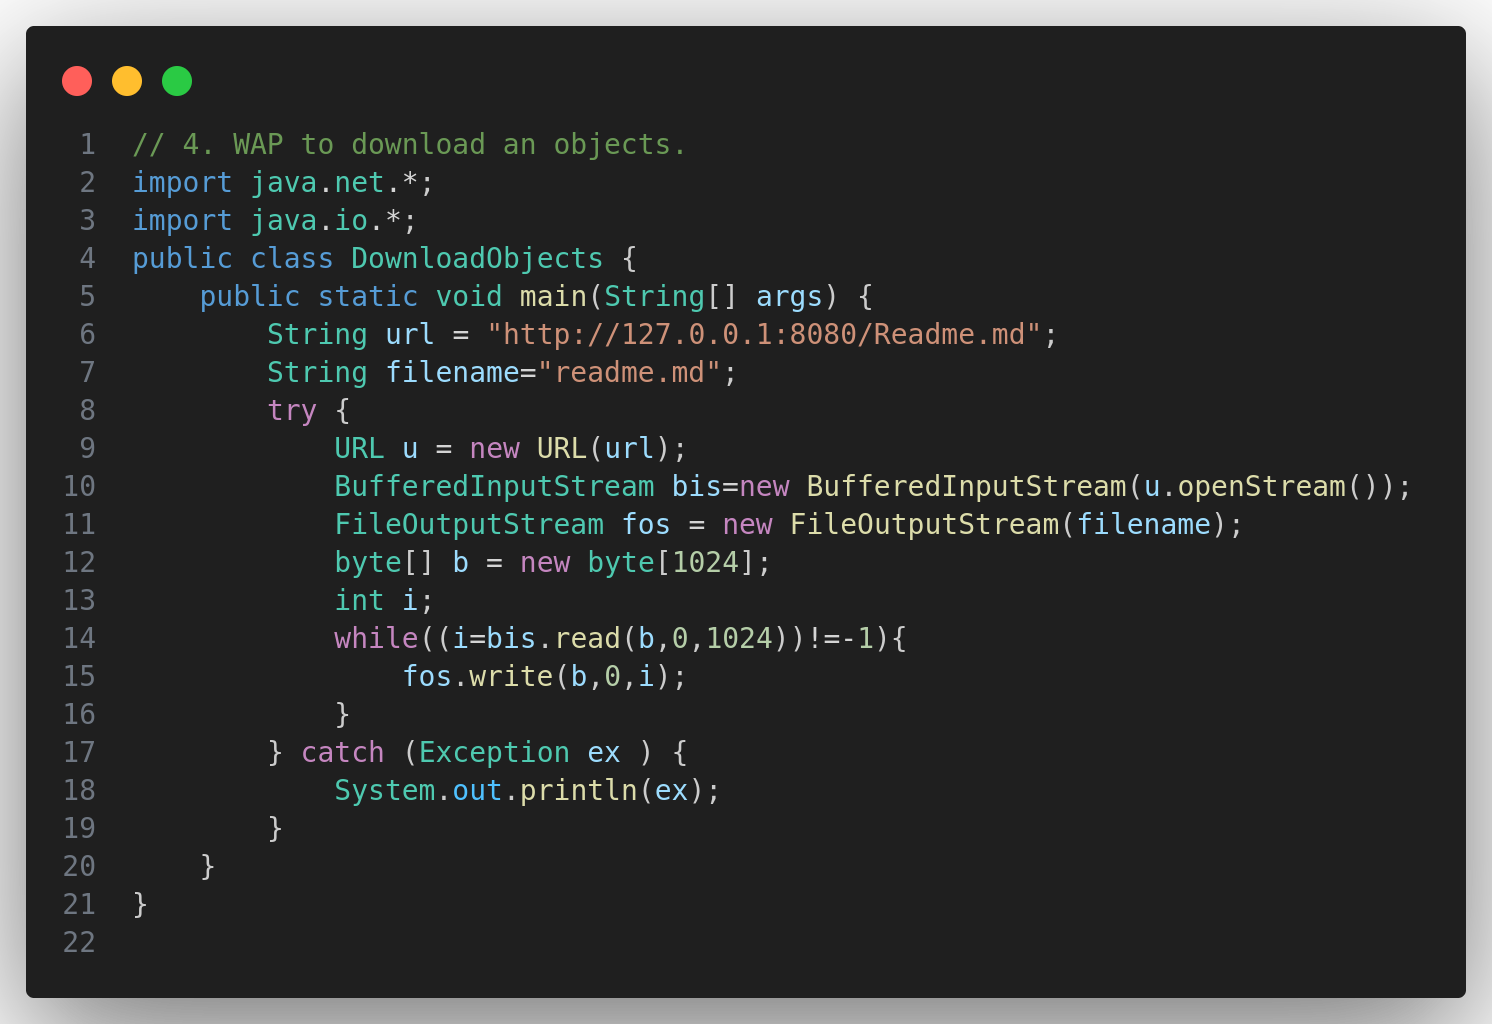 1 // 4. WAP to download an objects.
2 import java.net.*;
3 import java.io.*;
4 public class DownloadObjects {
5     public static void main(String[] args) {
6         String url = "http://127.0.0.1:8080/Readme.md";
7         String filename="readme.md";
8         try {
9             URL u = new URL(url);
10             BufferedInputStream bis=new BufferedInputStream(u.openStream());
11             FileOutputStream fos = new FileOutputStream(filename);
12             byte[] b = new byte[1024];
13             int i;
14             while((i=bis.read(b,0,1024))!=-1){
15                 fos.write(b,0,i);
16             }
17         } catch (Exception ex ) {
18             System.out.println(ex);
19         }
20     }
21 }
22